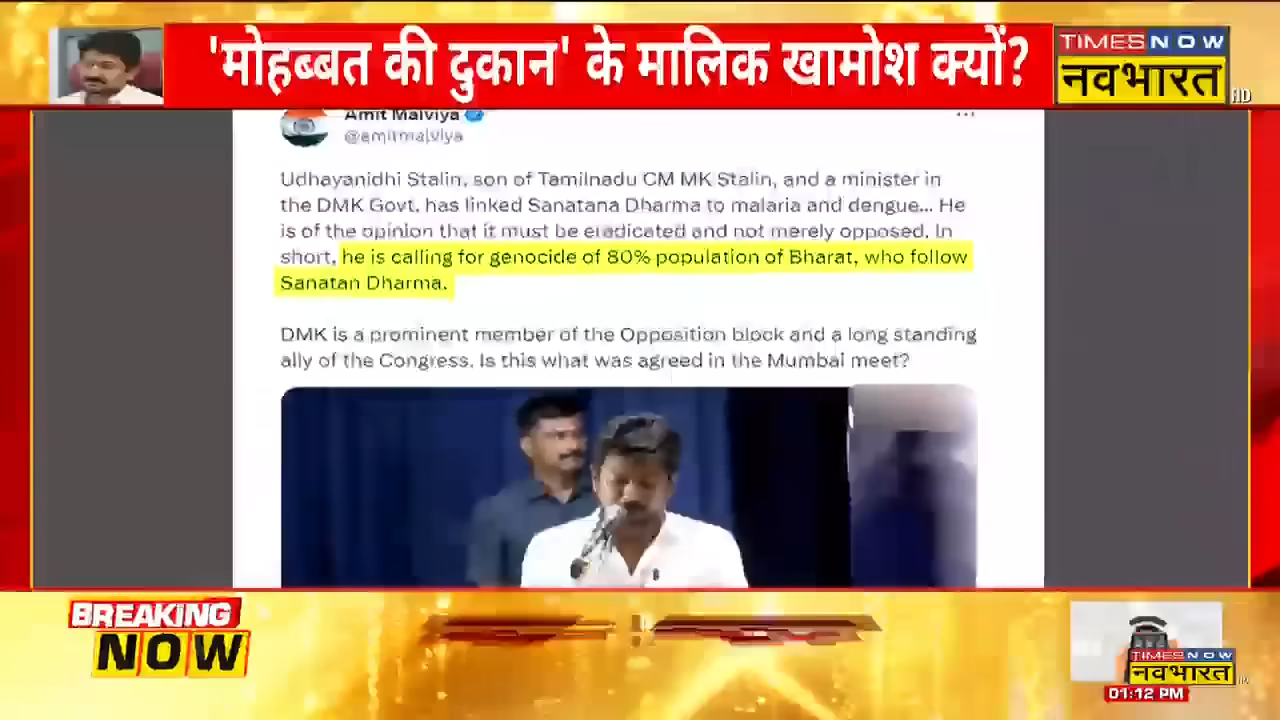 'मोहब्बत की दुकान' के मालिक खामोश क्यों?
TIMES NOW
नवभारत
HD
Amit Malviya
@amitmalviya
Udhayanidhi Stalin, son of Tamilnadu CM MK Stalin, and a minister in
the DMK Govt, has linked Sanatana Dharma to malaria and dengue... He
is of the opinion that it must be eradicated and not merely opposed. In
short, he is calling for genocide of 80% population of Bharat, who follow
Sanatan Dharma.
DMK is a prominent member of the Opposition block and a long standing
ally of the Congress. Is this what was agreed in the Mumbai meet?
BREAKING
NOW
TIMES NOW
नवभारत
01:12 PM